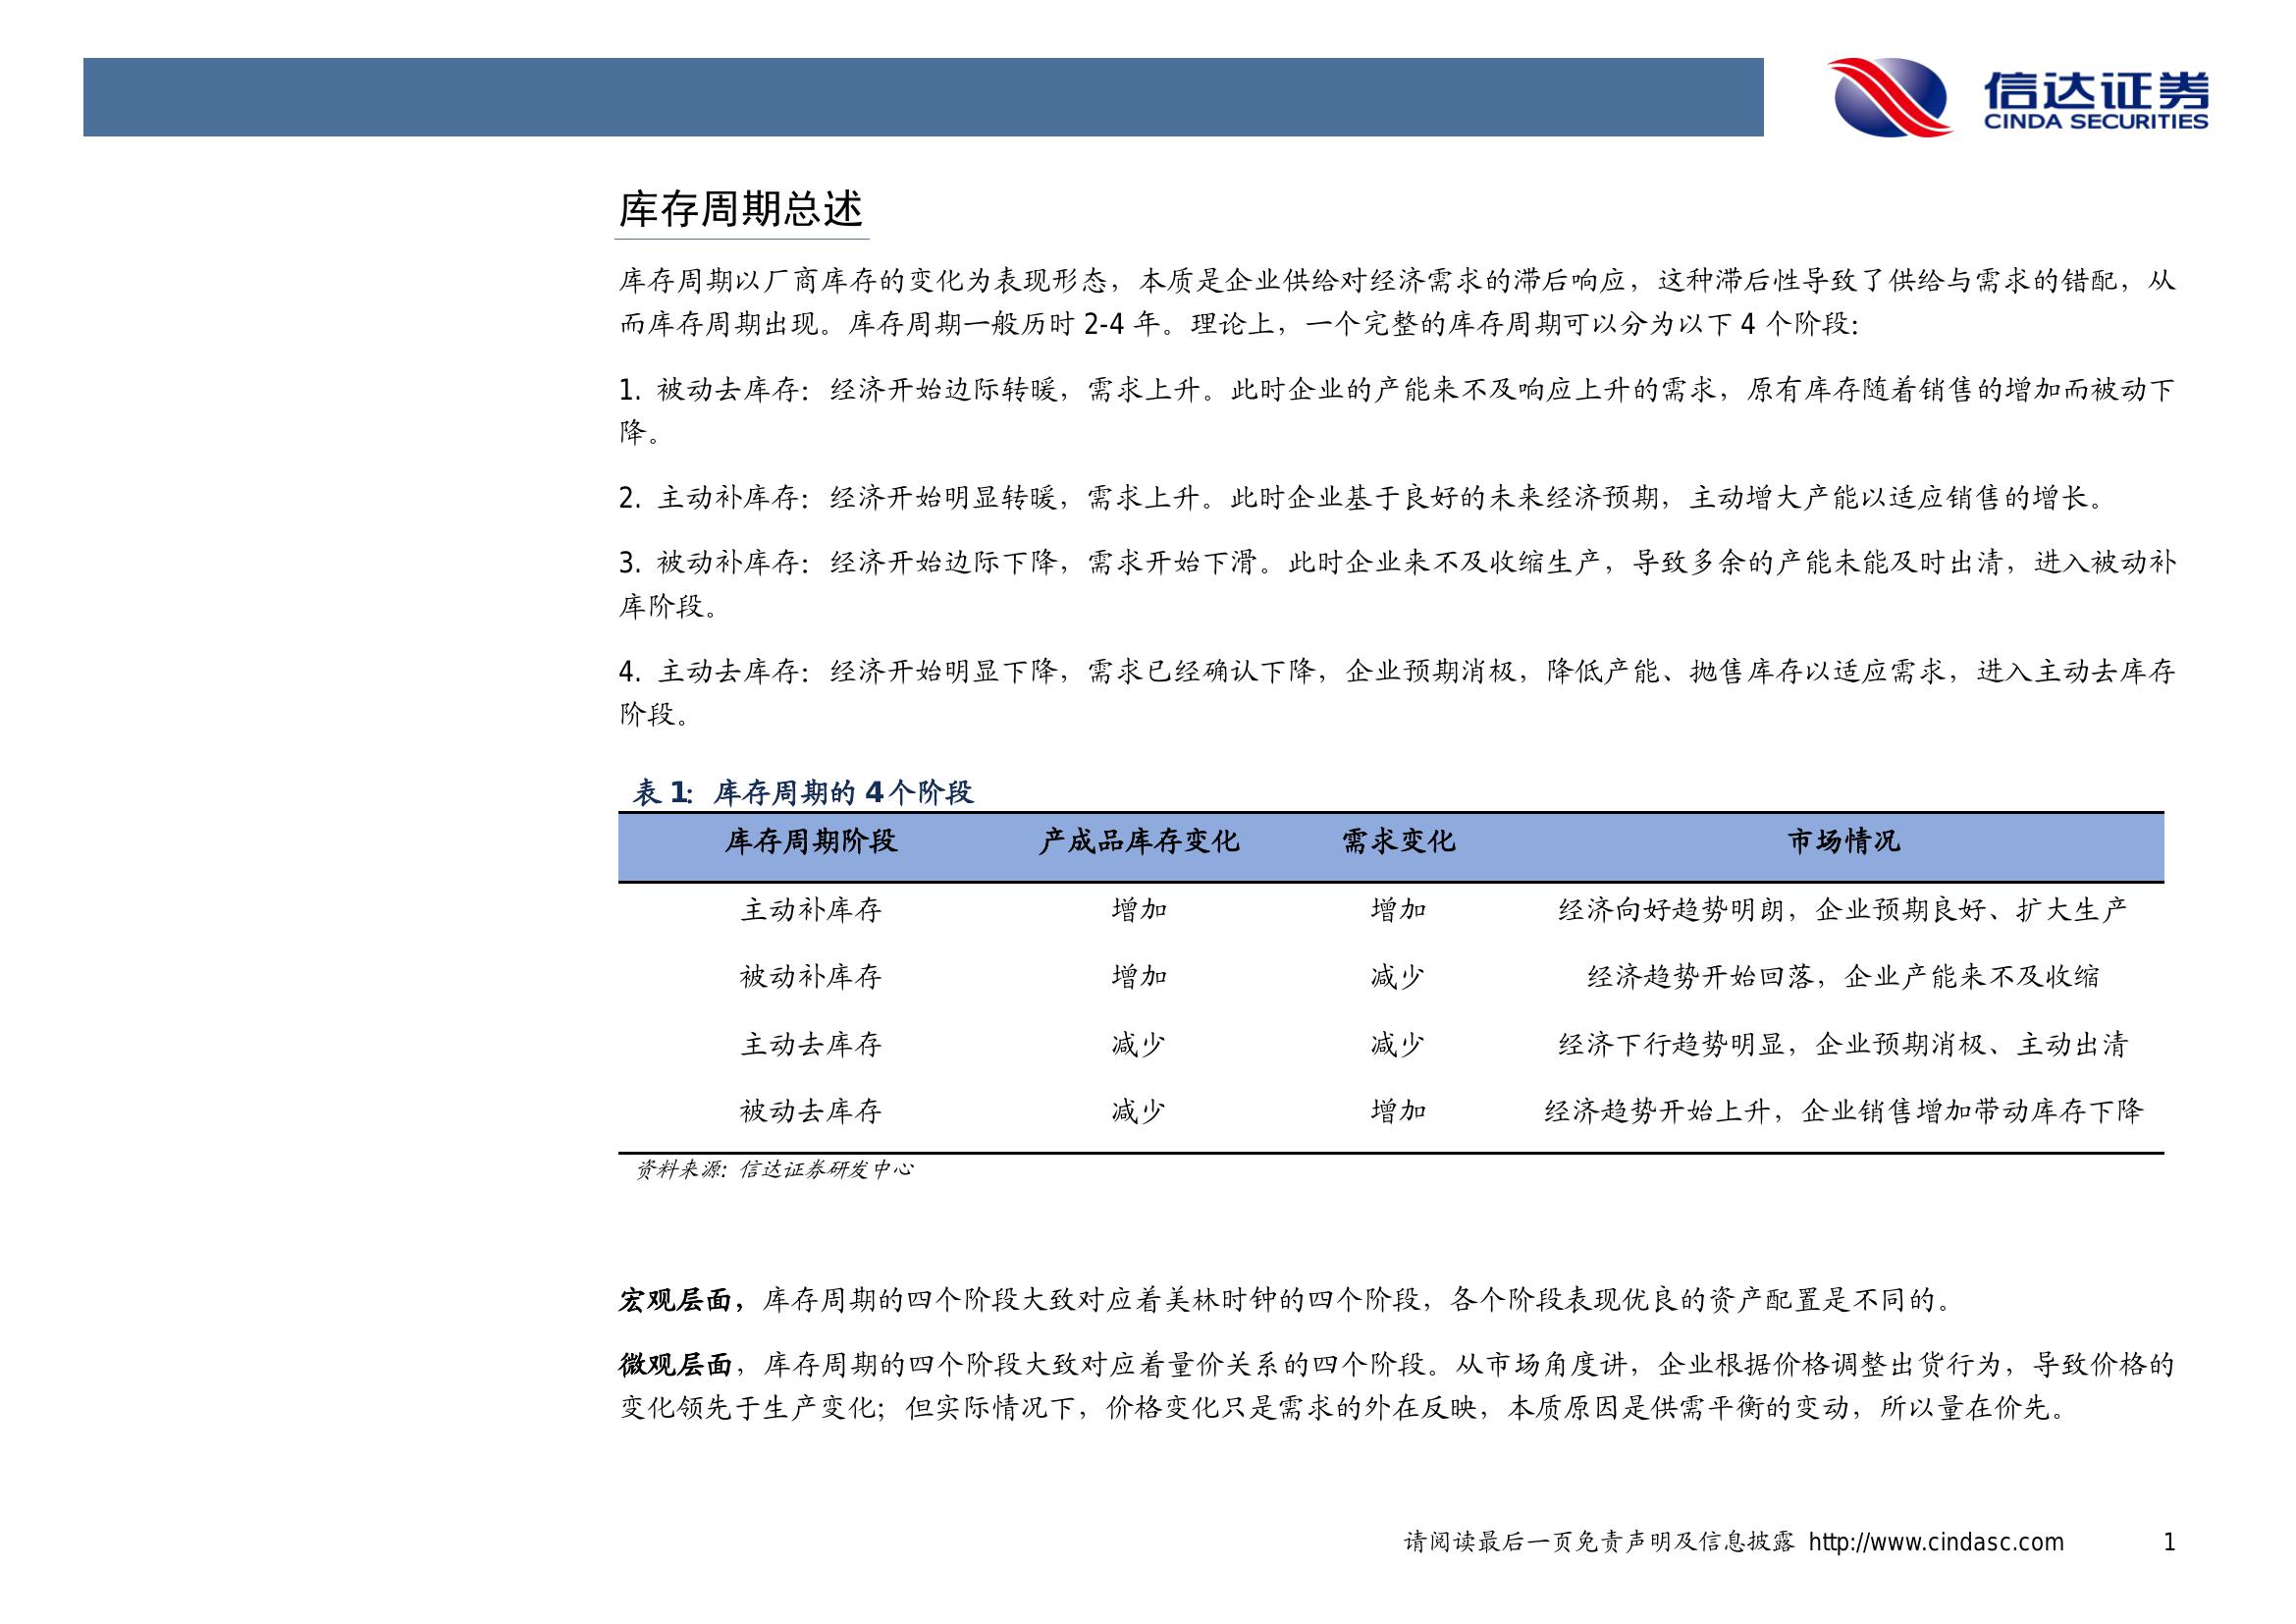 信达证券
CINDA SECURITIES
库存周期总述
库存周期以厂商库存的变化为表现形态，本质是企业供给对经济需求的滞后响应，这种滞后性导致了供给与需求的错配，从
而库存周期出现。库存周期一般历时 2-4 年。理论上，一个完整的库存周期可以分为以下 4 个阶段：
1. 被动去库存：经济开始边际转暖，需求上升。此时企业的产能来不及响应上升的需求，原有库存随着销售的增加而被动下
降。
2. 主动补库存：经济开始明显转暖，需求上升。此时企业基于良好的未来经济预期，主动增大产能以适应销售的增长。
3. 被动补库存：经济开始边际下降，需求开始下滑。此时企业来不及收缩生产，导致多余的产能未能及时出清，进入被动补
库阶段。
4. 主动去库存：经济开始明显下降，需求已经确认下降，企业预期消极，降低产能、抛售库存以适应需求，进入主动去库存
阶段。
表 1：库存周期的 4 个阶段
库存周期阶段 产成品库存变化 需求变化 市场情况
主动补库存 增加 增加 经济向好趋势明朗，企业预期良好、扩大生产
被动补库存 增加 减少 经济趋势开始回落，企业产能来不及收缩
主动去库存 减少 减少 经济下行趋势明显，企业预期消极、主动出清
被动去库存 减少 增加 经济趋势开始上升，企业销售增加带动库存下降
资料来源：信达证券研发中心
宏观层面，库存周期的四个阶段大致对应着美林时钟的四个阶段，各个阶段表现优良的资产配置是不同的。
微观层面，库存周期的四个阶段大致对应着量价关系的四个阶段。从市场角度讲，企业根据价格调整出货行为，导致价格的
变化领先于生产变化；但实际情况下，价格变化只是需求的外在反映，本质原因是供需平衡的变动，所以量在价先。
请阅读最后一页免责声明及信息披露 http://www.cindasc.com 1